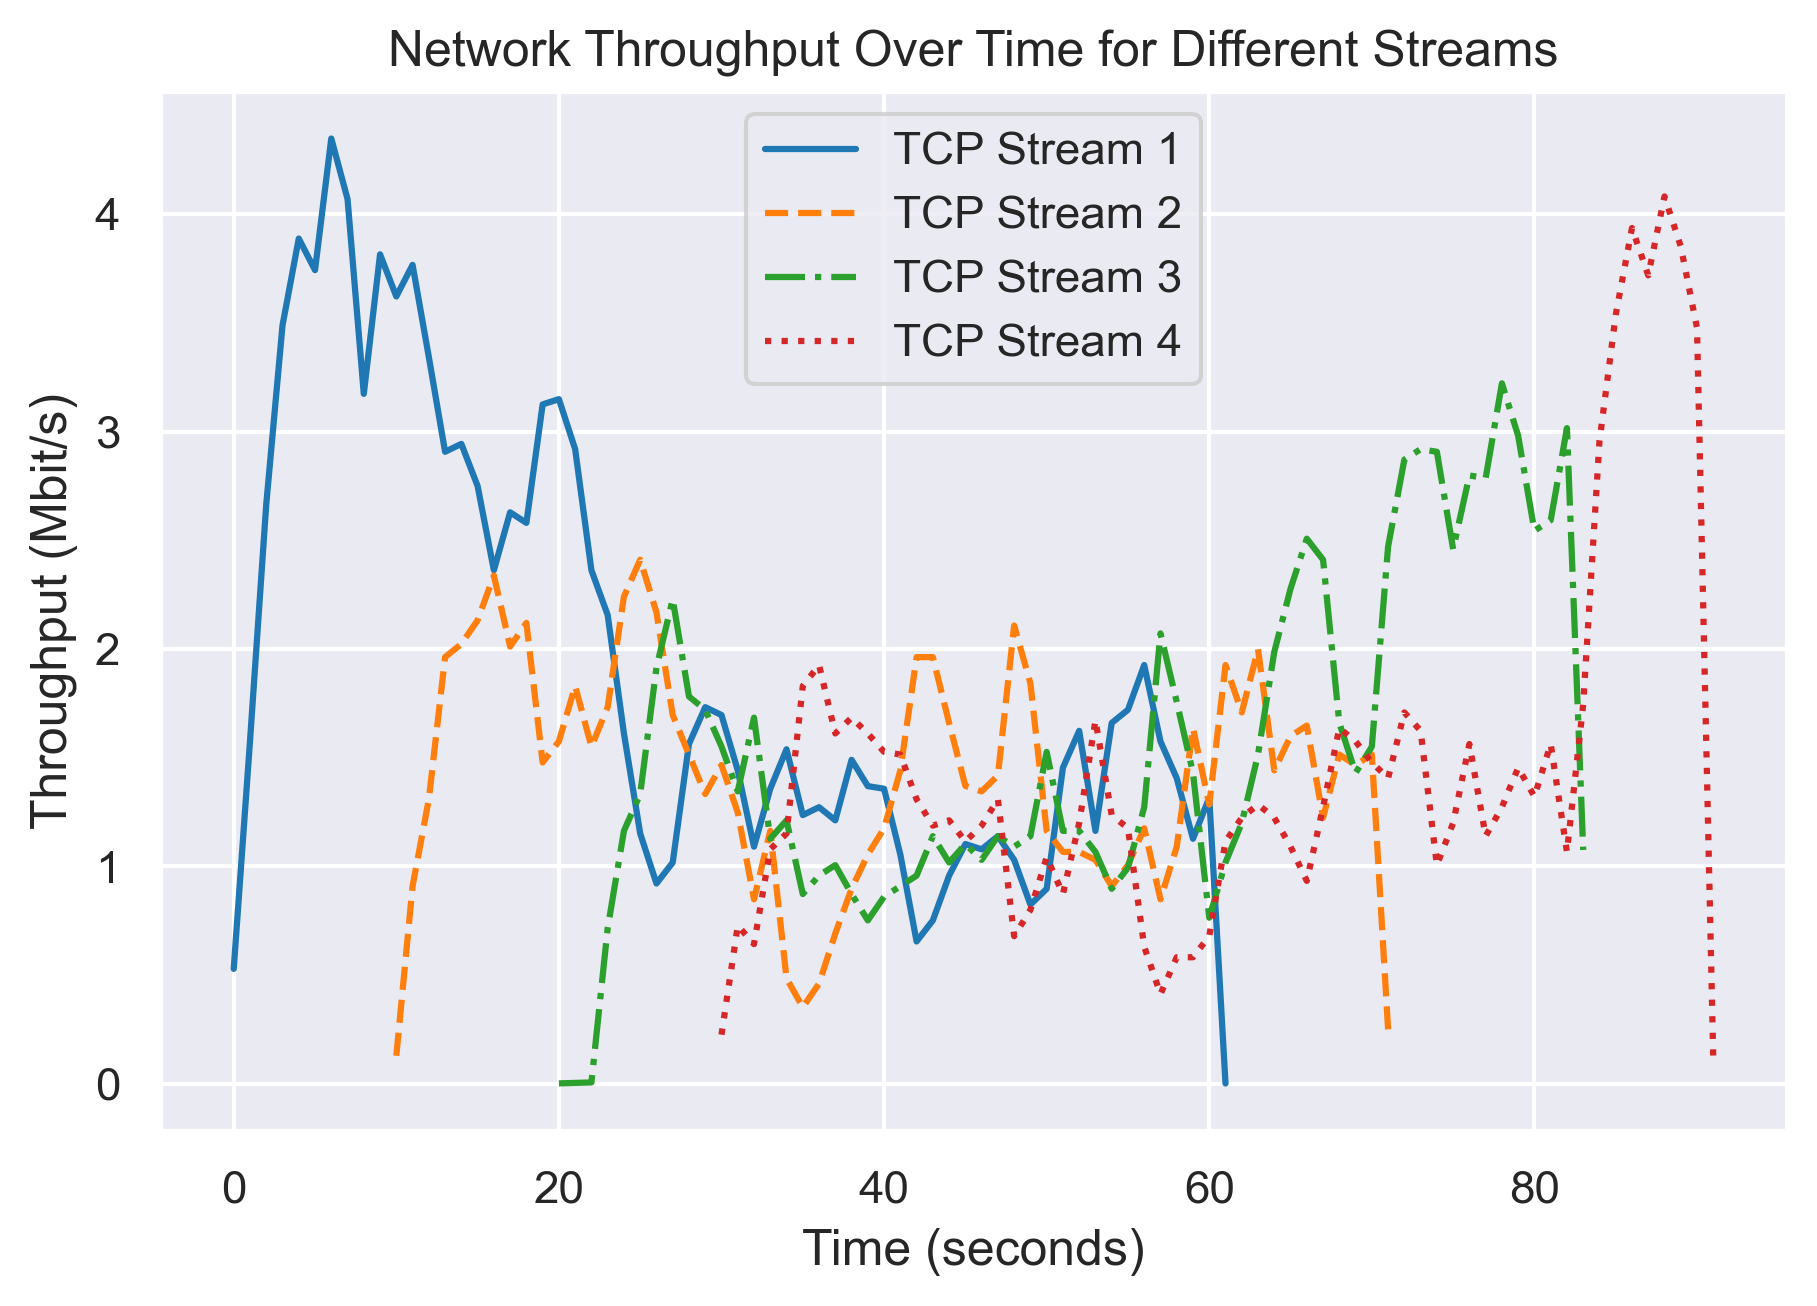 Network Throughput Over Time for Different Streams
TCP Stream 1
TCP Stream 2
TCP Stream 3
TCP Stream 4
Throughput (Mbit/s)
4
3
2
1
0
0 20 40 60 80
Time (seconds)